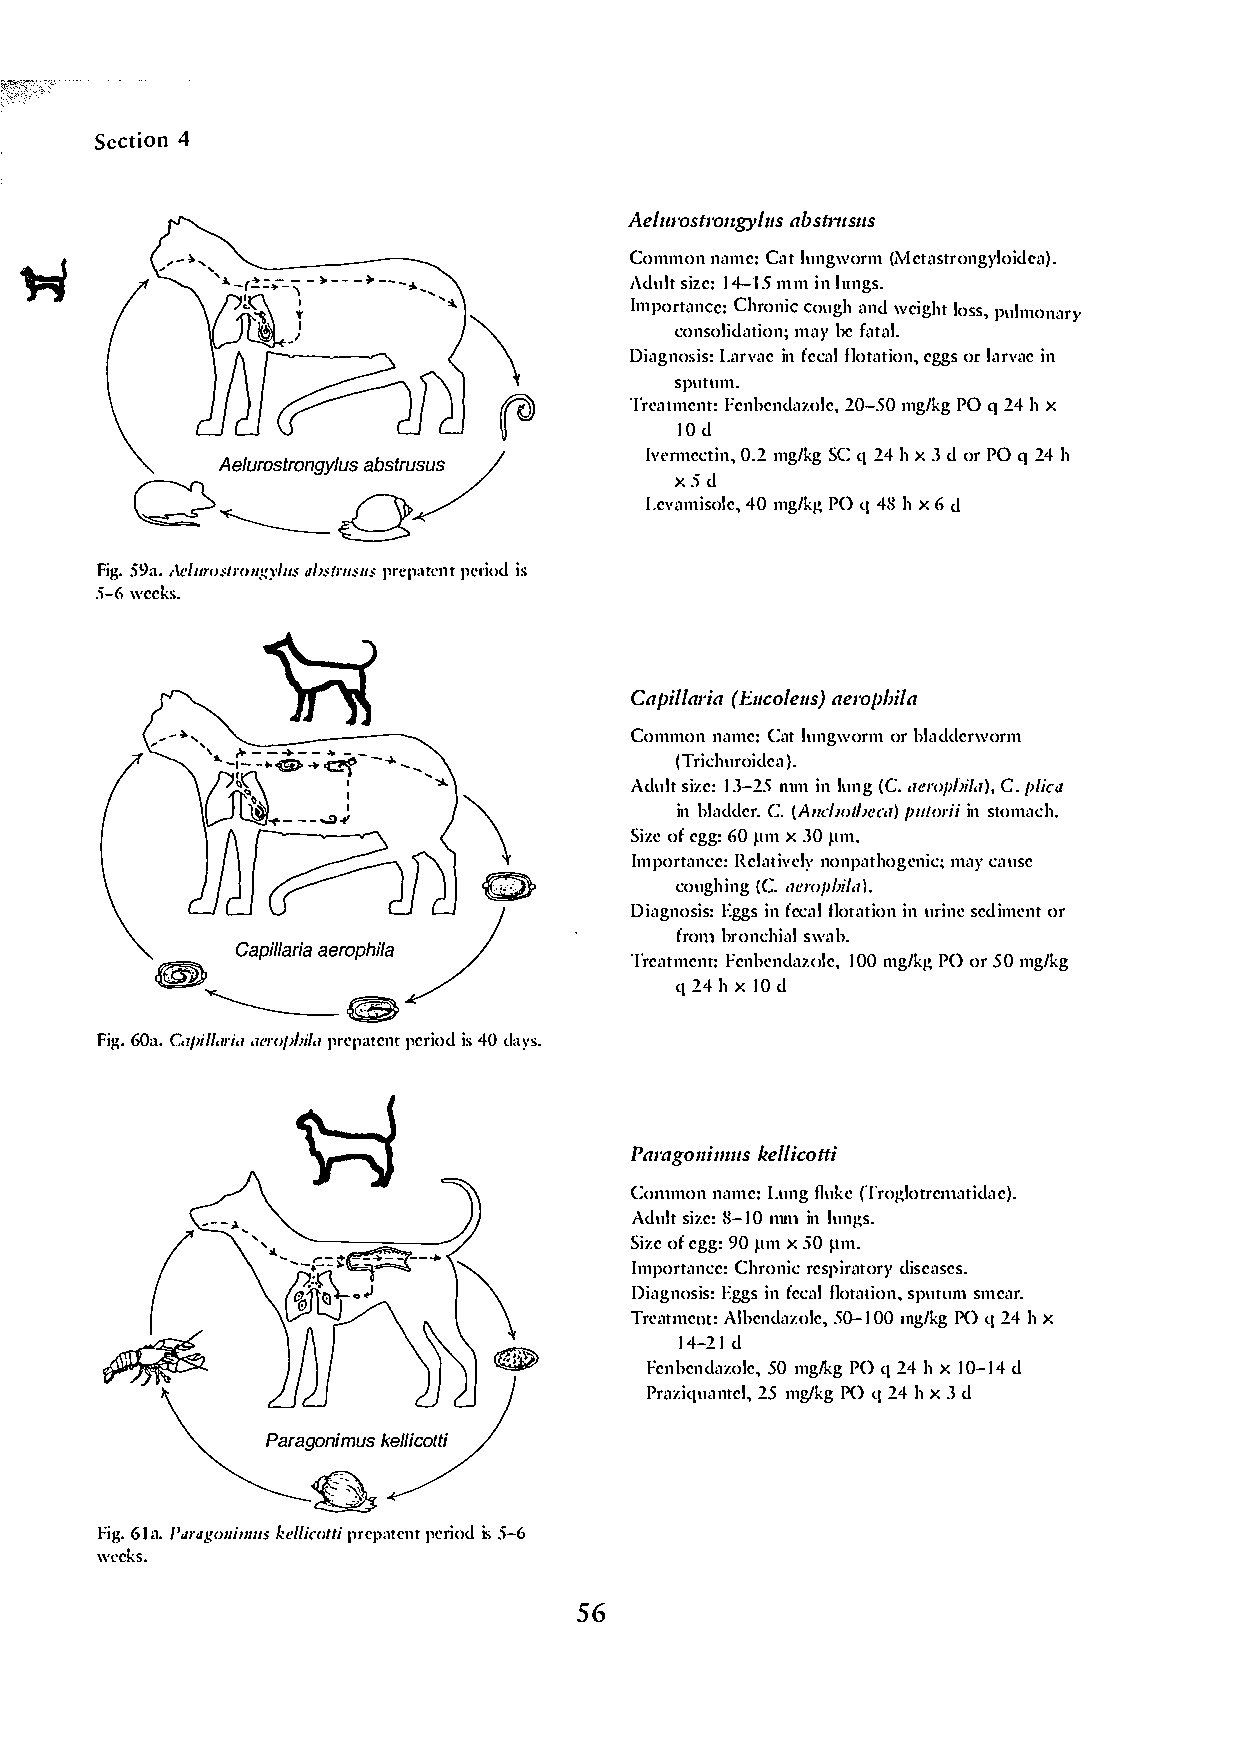 Section 4
Aelurostrongylus abstrusus
Common name: Cat lungworm (Metastrongyloidea).
Adult size: 14–15 mm in lungs.
Importance: Chronic cough and weight loss, pulmonary
consolidation; may be fatal.
Diagnosis: Larvae in fecal flotation, eggs or larvae in
sputum.
Treatment: Fenbendazole, 20–50 mg/kg PO q 24 h x
10 d
Ivermectin, 0.2 mg/kg SC q 24 h x 3 d or PO q 24 h
x 5 d
Levamisole, 40 mg/kg PO q 48 h x 6 d
Aelurostrongylus abstrusus
Fig. 59a. Aelurostrongylus abstrusus prepatent period is
5–6 weeks.
Capillaria (Eucoleus) aerophila
Common name: Cat lungworm or bladderworm
(Trichuroidea).
Adult size: 13–25 mm in lung (C. aerophila), C. plica
in bladder. C. (Anchotheca) putorii in stomach.
Size of egg: 60 µm x 30 µm.
Importance: Relatively nonpathogenic; may cause
coughing (C. aerophila).
Diagnosis: Eggs in fecal flotation in urine sediment or
from bronchial swab.
Treatment: Fenbendazole, 100 mg/kg PO or 50 mg/kg
q 24 h x 10 d
Capillaria aerophila
Fig. 60a. Capillaria aerophila prepatent period is 40 days.
Paragonimus kellicotti
Common name: Lung fluke (Troglotrematidae).
Adult size: 8–10 mm in lungs.
Size of egg: 90 µm x 50 µm.
Importance: Chronic respiratory diseases.
Diagnosis: Eggs in fecal flotation, sputum smear.
Treatment: Albendazole, 50–100 mg/kg PO q 24 h x
14–21 d
Fenbendazole, 50 mg/kg PO q 24 h x 10–14 d
Praziquantel, 25 mg/kg PO q 24 h x 3 d
Paragonimus kellicotti
Fig. 61a. Paragonimus kellicotti prepatent period is 5–6
weeks.
56